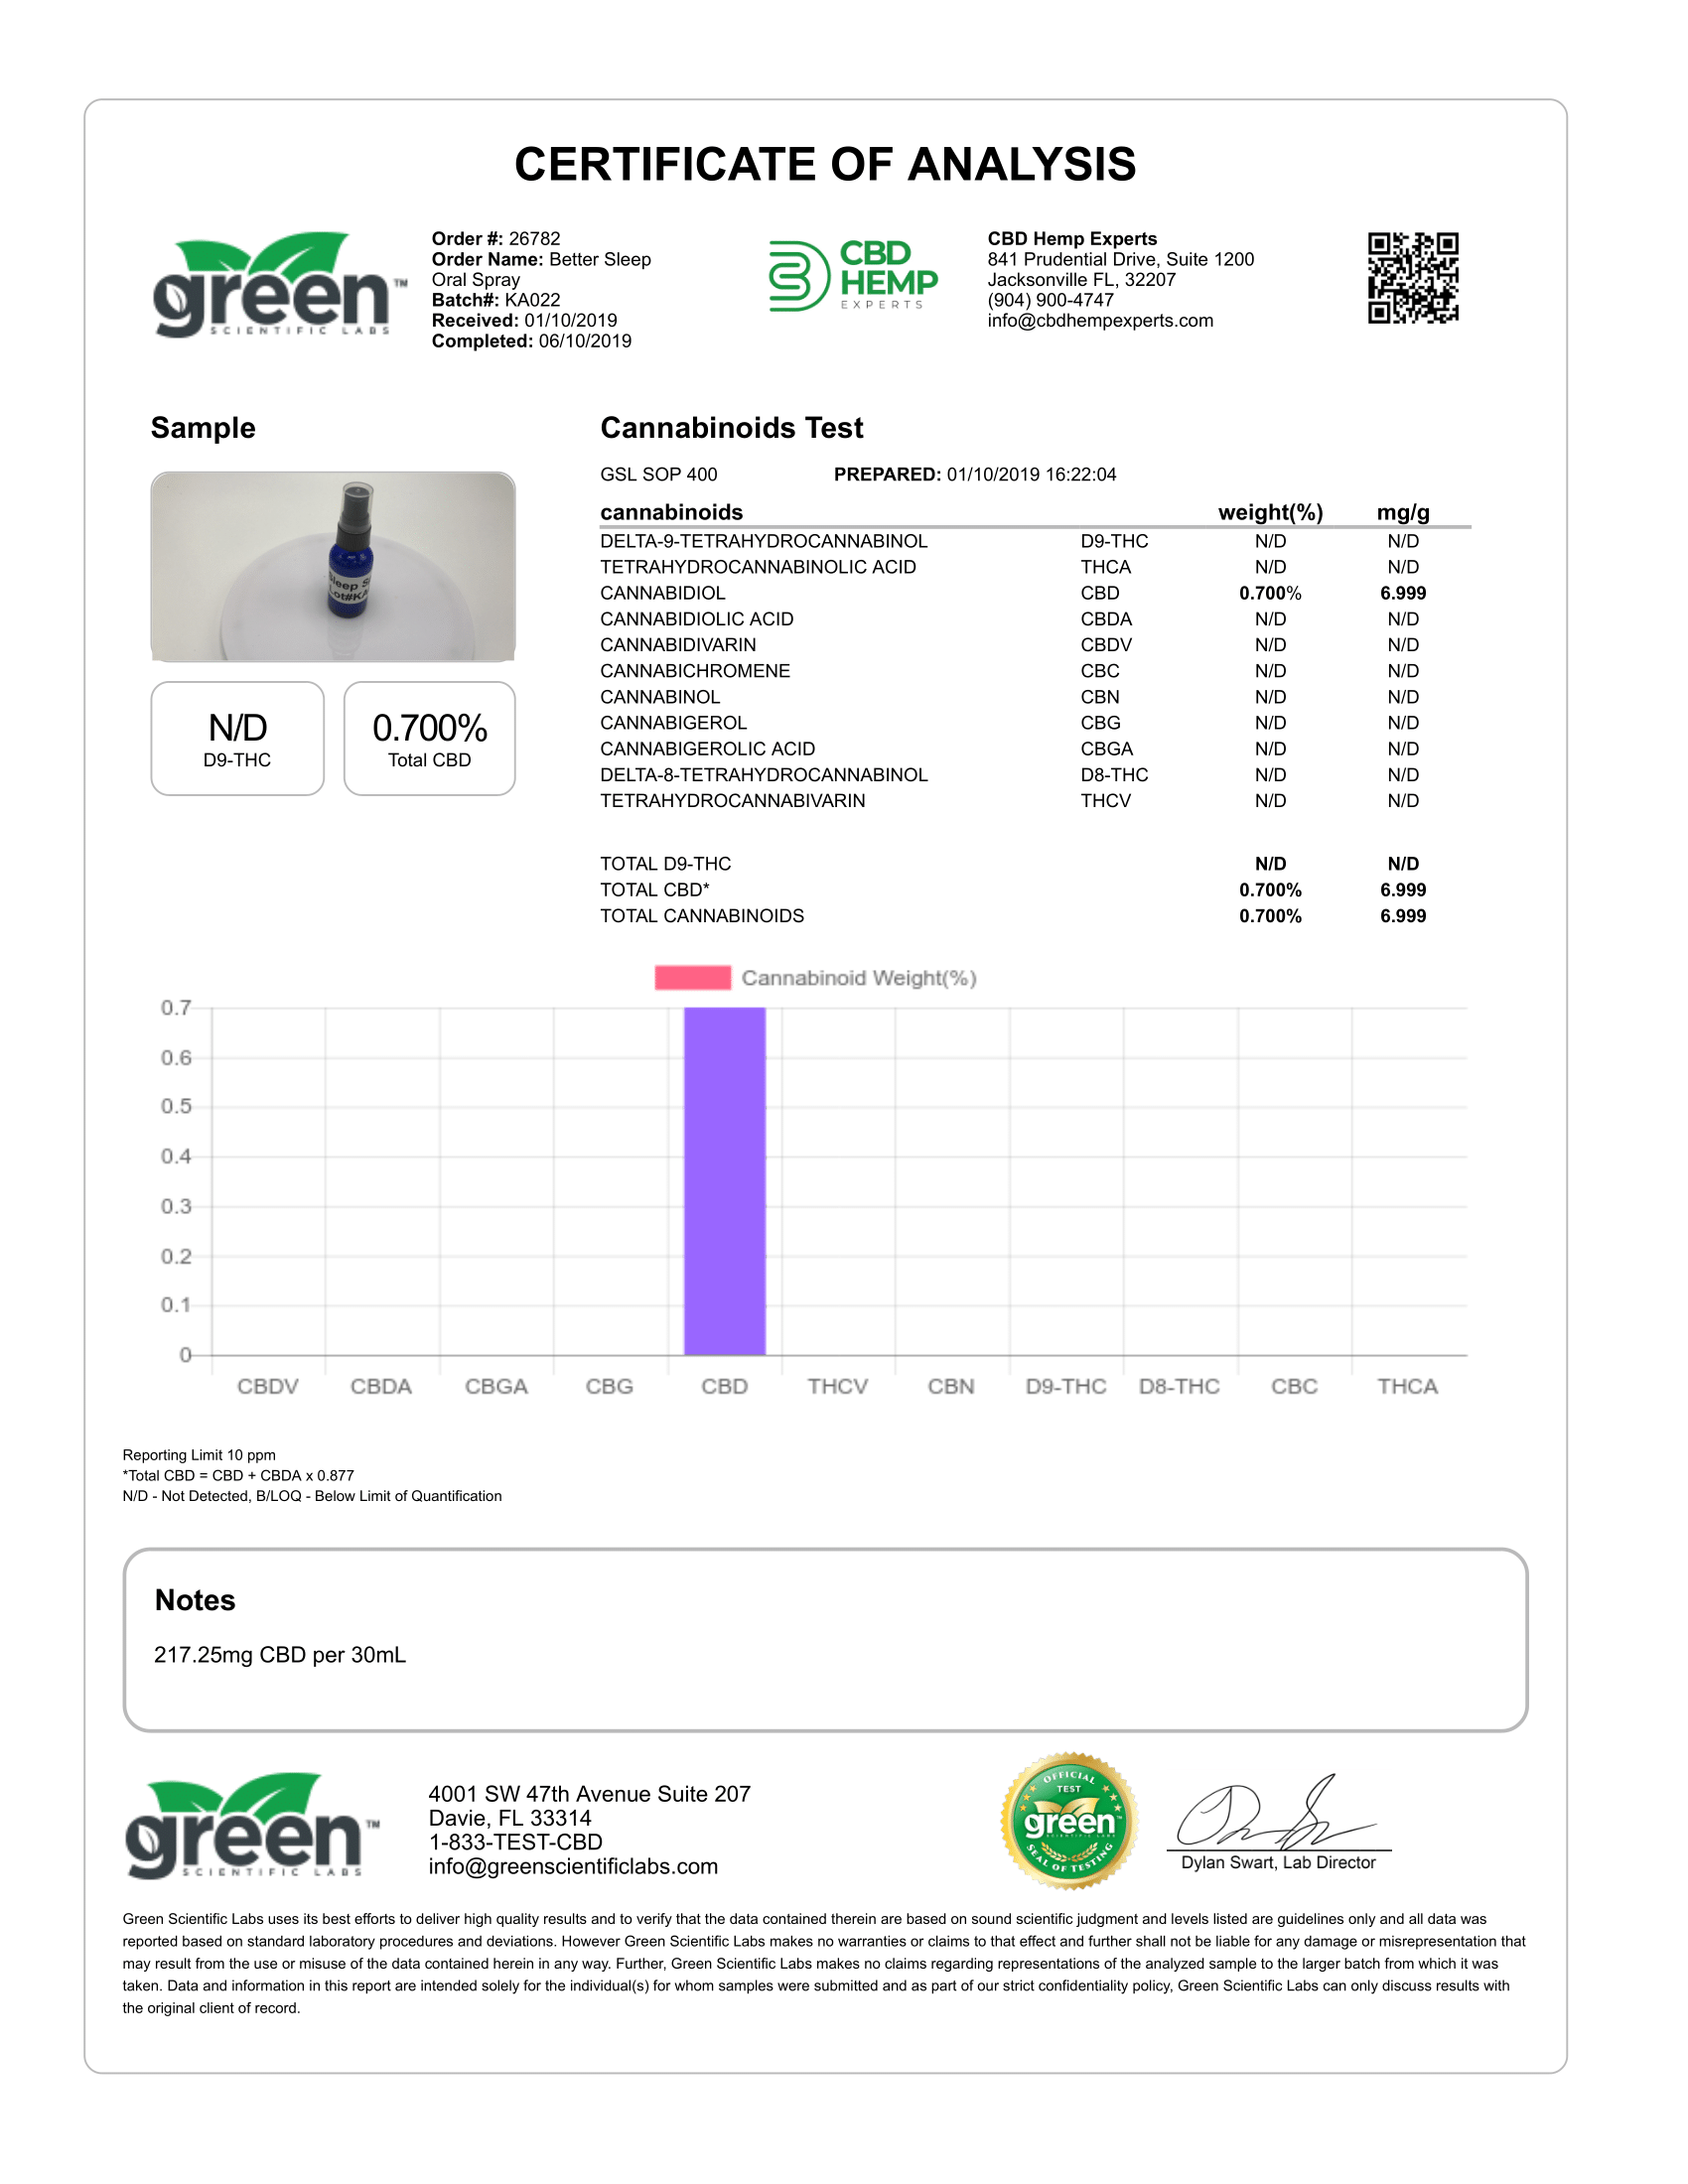 CERTIFICATE OF ANALYSIS
green™
SCIENTIFIC LABS
Order #: 26782
Order Name: Better Sleep
Oral Spray
Batch#: KA022
Received: 01/10/2019
Completed: 06/10/2019
CBD
HEMP
EXPERTS
CBD Hemp Experts
841 Prudential Drive, Suite 1200
Jacksonville FL, 32207
(904) 900-4747
info@cbdhempexperts.com
Sample
Sleep S
Lot#KA
N/D
D9-THC
0.700%
Total CBD
Cannabinoids Test
GSL SOP 400 PREPARED: 01/10/2019 16:22:04
cannabinoids weight(%) mg/g
DELTA-9-TETRAHYDROCANNABINOL D9-THC N/D N/D
TETRAHYDROCANNABINOLIC ACID THCA N/D N/D
CANNABIDIOL CBD 0.700% 6.999
CANNABIDIOLIC ACID CBDA N/D N/D
CANNABIDIVARIN CBDV N/D N/D
CANNABICHROMENE CBC N/D N/D
CANNABINOL CBN N/D N/D
CANNABIGEROL CBG N/D N/D
CANNABIGEROLIC ACID CBGA N/D N/D
DELTA-8-TETRAHYDROCANNABINOL D8-THC N/D N/D
TETRAHYDROCANNABIVARIN THCV N/D N/D
TOTAL D9-THC N/D N/D
TOTAL CBD* 0.700% 6.999
TOTAL CANNABINOIDS 0.700% 6.999
Cannabinoid Weight(%)
0.7
0.6
0.5
0.4
0.3
0.2
0.1
0
CBDV CBDA CBGA CBG CBD THCV CBN D9-THC D8-THC CBC THCA
Reporting Limit 10 ppm
*Total CBD = CBD + CBDA x 0.877
N/D - Not Detected, B/LOQ - Below Limit of Quantification
Notes
217.25mg CBD per 30mL
green™
SCIENTIFIC LABS
4001 SW 47th Avenue Suite 207
Davie, FL 33314
1-833-TEST-CBD
info@greenscientificlabs.com
OFFICIAL
TEST
green™
SCIENTIFIC LABS
SEAL OF TESTING
Dylan Swart, Lab Director
Green Scientific Labs uses its best efforts to deliver high quality results and to verify that the data contained therein are based on sound scientific judgment and levels listed are guidelines only and all data was
reported based on standard laboratory procedures and deviations. However Green Scientific Labs makes no warranties or claims to that effect and further shall not be liable for any damage or misrepresentation that
may result from the use or misuse of the data contained herein in any way. Further, Green Scientific Labs makes no claims regarding representations of the analyzed sample to the larger batch from which it was
taken. Data and information in this report are intended solely for the individual(s) for whom samples were submitted and as part of our strict confidentiality policy, Green Scientific Labs can only discuss results with
the original client of record.